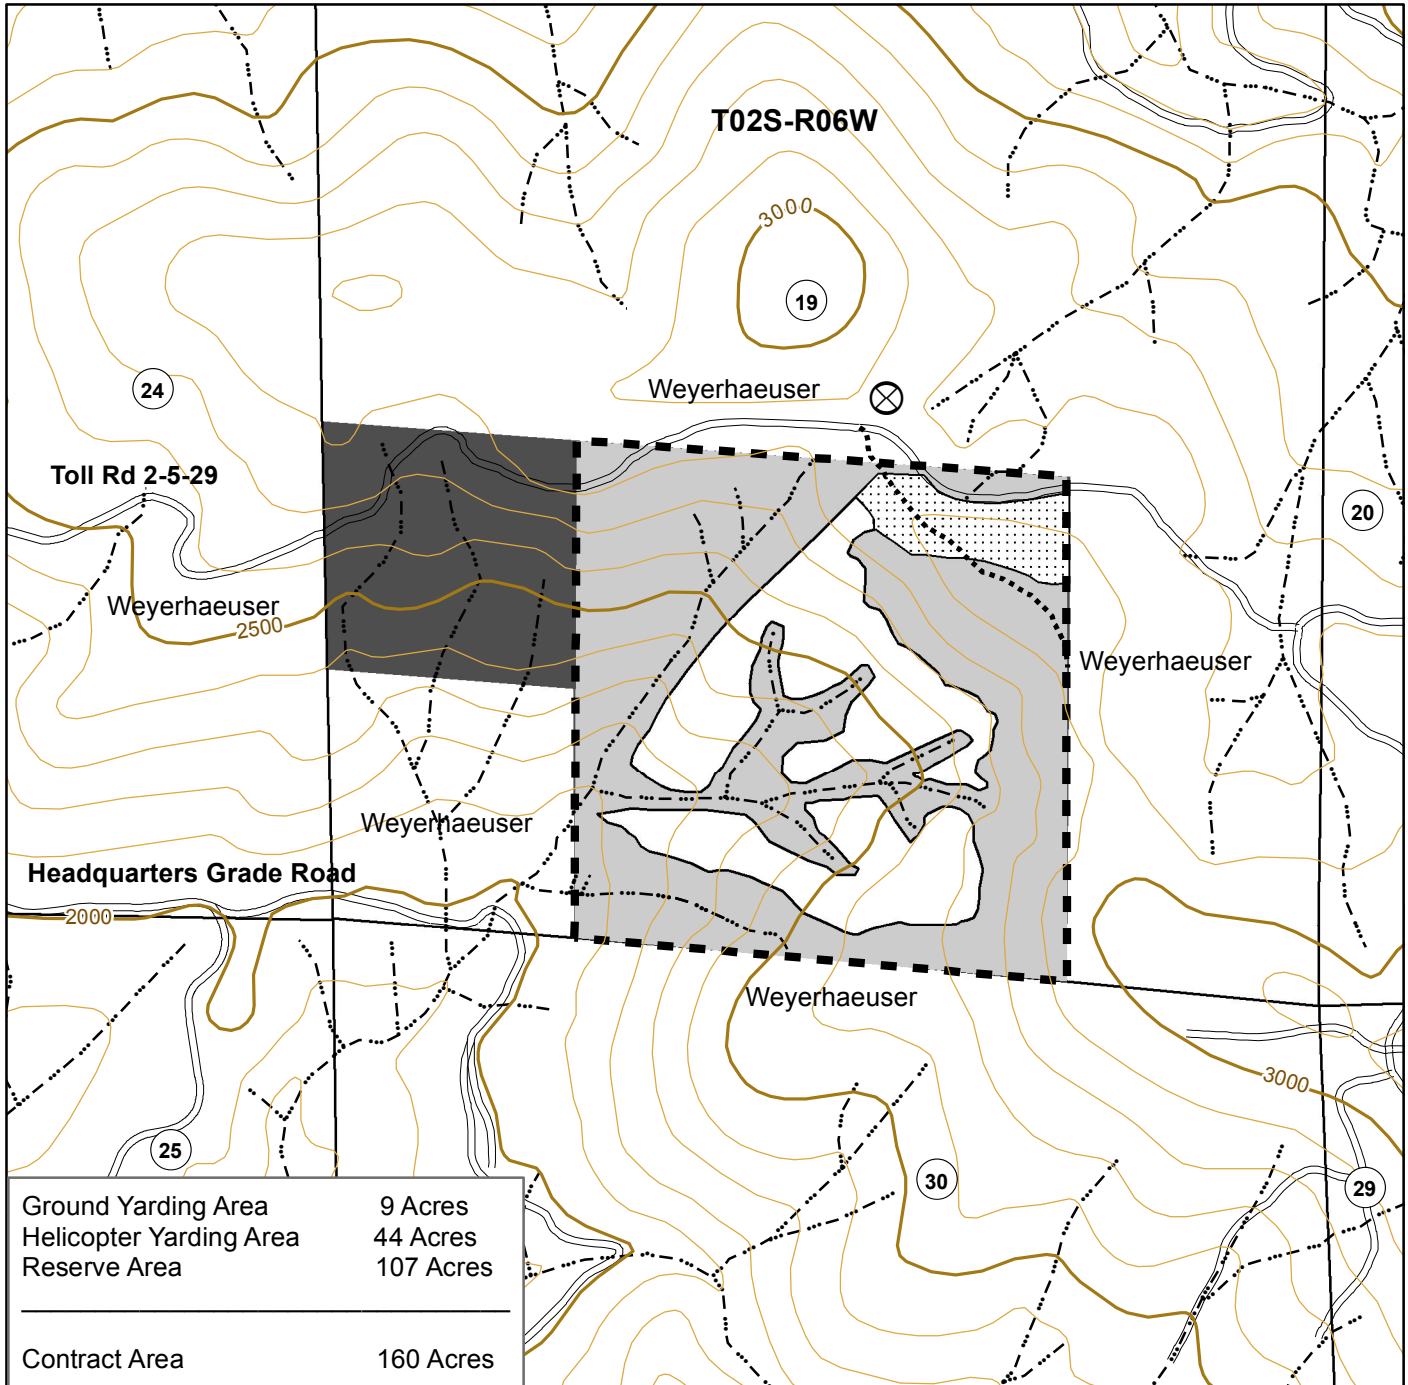 T02S-R06W
3000
19
24
Weyerhaeuser
Toll Rd 2-5-29
20
Weyerhaeuser
2500
Weyerhaeuser
Weyerhaeuser
Headquarters Grade Road
2000
Weyerhaeuser
3000
25
30
29
Ground Yarding Area 9 Acres
Helicopter Yarding Area 44 Acres
Reserve Area 107 Acres
Contract Area 160 Acres